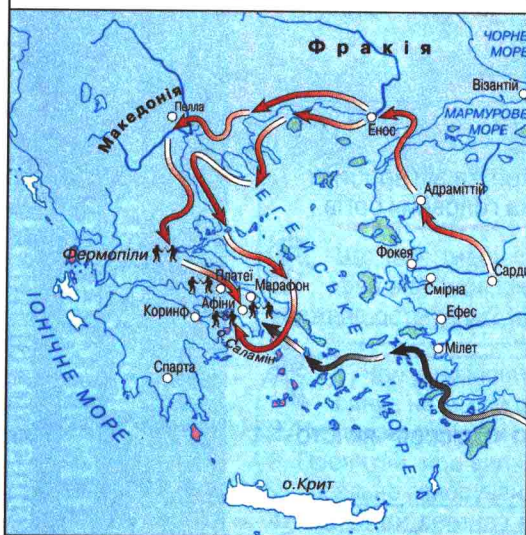 Фракія
ЧОРНЕ
МОРЕ
Візантій
МАРМУРОВЕ
МОРЕ
Македонія
Пелла
Енос
Адраміттій
ЕГЕЙСЬКЕ
МОРЕ
Фокея
Сарди
Смірна
Ефес
Мілет
Фермопіли
Платеї
Марафон
Афіни
Коринф
о. Саламін
Спарта
ІОНІЧНЕ МОРЕ
о.Крит